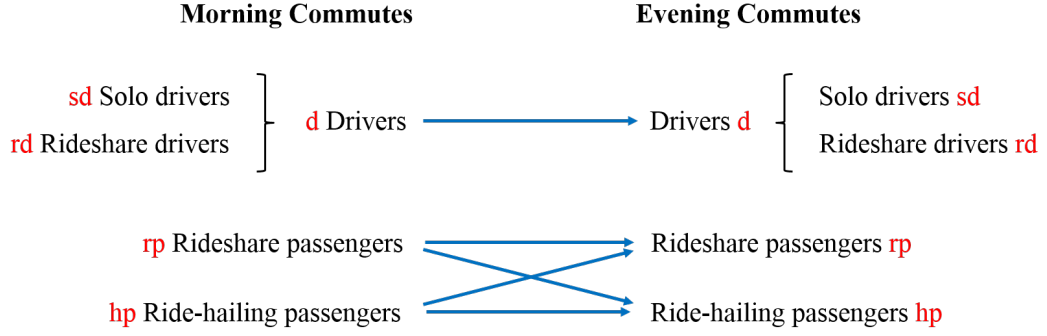 Morning Commutes Evening Commutes
sd Solo drivers Solo drivers sd
d Drivers Drivers d
rd Rideshare drivers Rideshare drivers rd
rp Rideshare passengers Rideshare passengers rp
hp Ride-hailing passengers Ride-hailing passengers hp